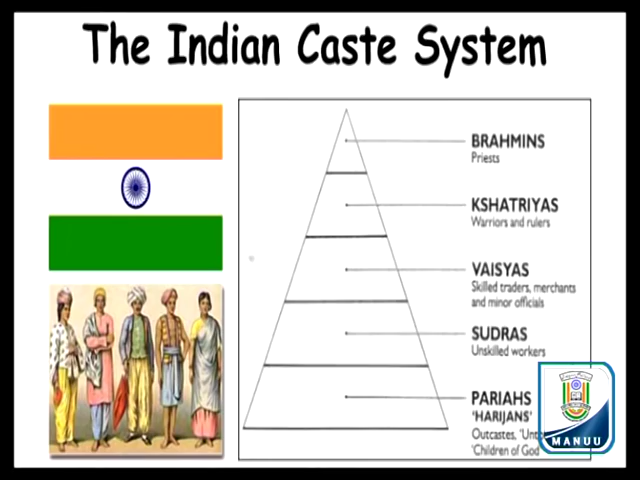 The Indian Caste System
BRAHMINS
Priests
KSHATRIYAS
Warriors and rulers
VAISYAS
Skilled traders, merchants
and minor officials
SUDRAS
Unskilled workers
PARIAHS
'HARIJANS'
Outcastes,
'Children of God
MANUU